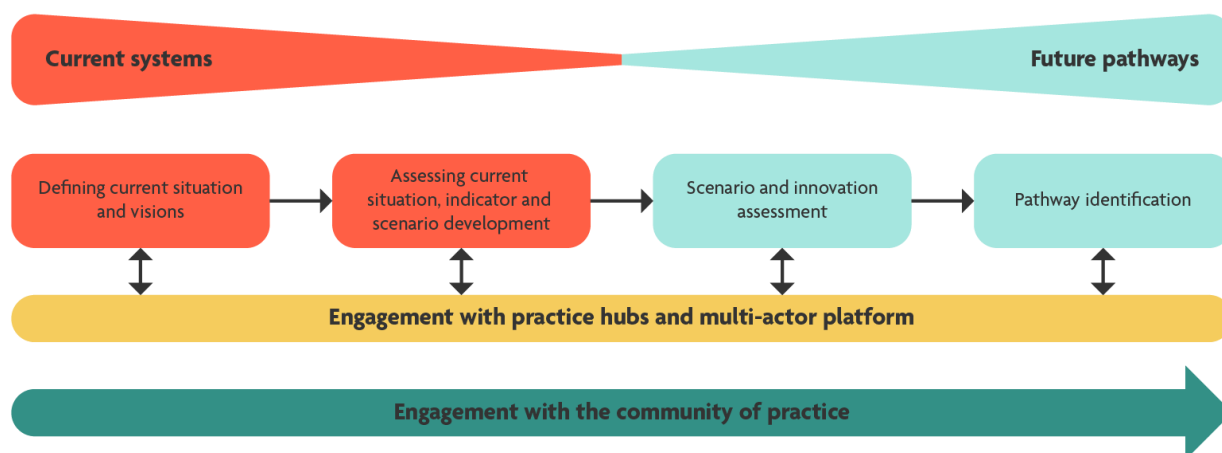 Current systems
Future pathways
Defining current situation
and visions
Assessing current
situation, indicator and
scenario development
Scenario and innovation
assessment
Pathway identification
Engagement with practice hubs and multi-actor platform
Engagement with the community of practice